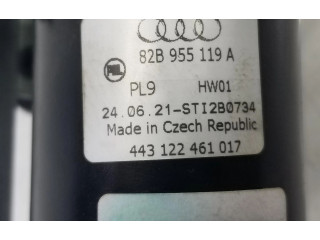 82B 955 119 A
PL9 HW01
24.06.21-STI2B0734
Made in Czech Republic
443 122 461 017